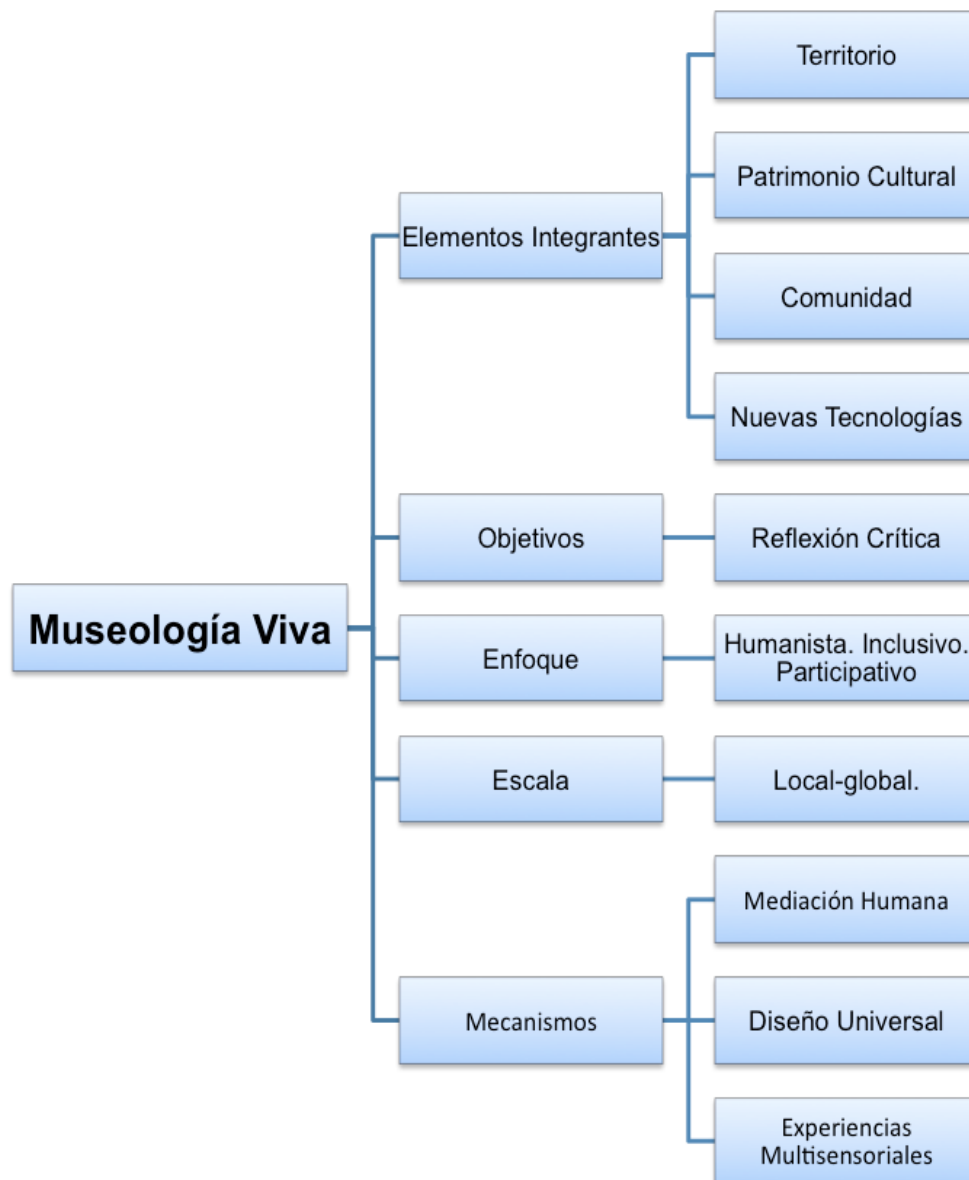 Museología Viva
Elementos Integrantes
Territorio
Patrimonio Cultural
Comunidad
Nuevas Tecnologías
Objetivos
Reflexión Crítica
Enfoque
Humanista. Inclusivo.
Participativo
Escala
Local-global.
Mecanismos
Mediación Humana
Diseño Universal
Experiencias
Multisensoriales